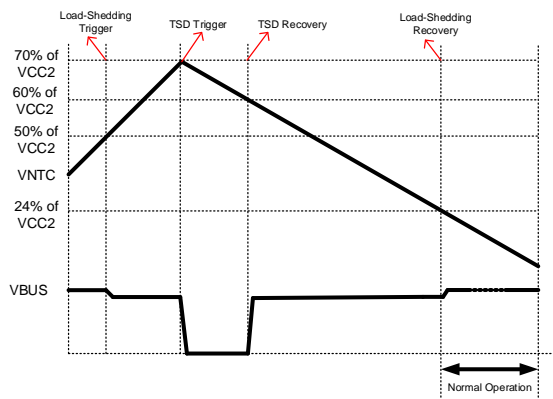 Load-Shedding
Trigger
TSD Trigger
TSD Recovery
Load-Shedding
Recovery
70% of
VCC2
60% of
VCC2
50% of
VCC2
VNTC
24% of
VCC2
VBUS
Normal Operation